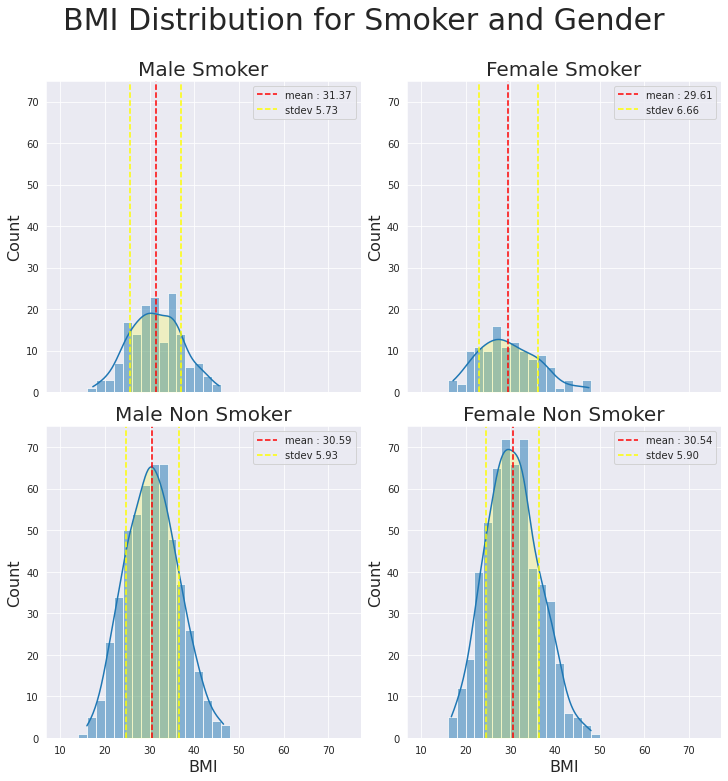 BMI Distribution for Smoker and Gender
Male Smoker
70
60
50
40
30
20
10
0
Count
mean : 31.37
stdev 5.73
Female Smoker
70
60
50
40
30
20
10
0
Count
mean : 29.61
stdev 6.66
Male Non Smoker
70
60
50
40
30
20
10
0
Count
mean : 30.59
stdev 5.93
10 20 30 40 50 60 70
BMI
Female Non Smoker
70
60
50
40
30
20
10
0
Count
mean : 30.54
stdev 5.90
10 20 30 40 50 60 70
BMI